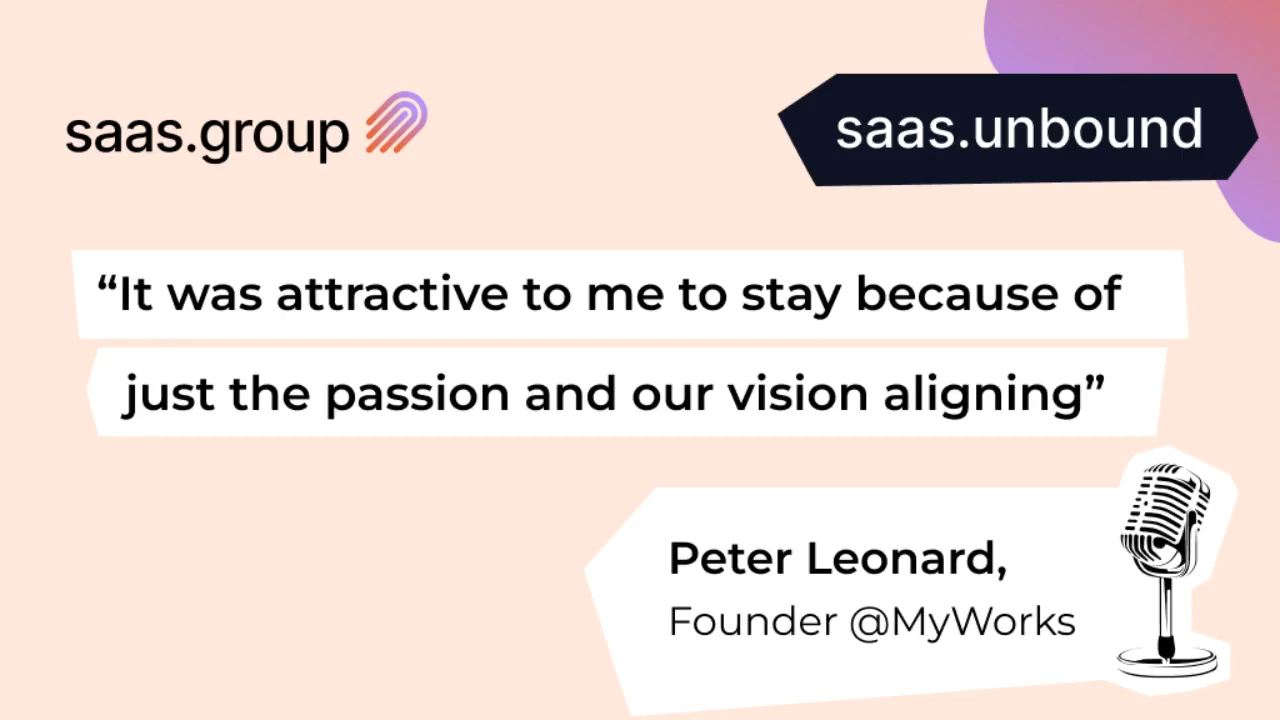 saas.group
saas.unbound
“It was attractive to me to stay because of
just the passion and our vision aligning”
Peter Leonard,
Founder @MyWorks